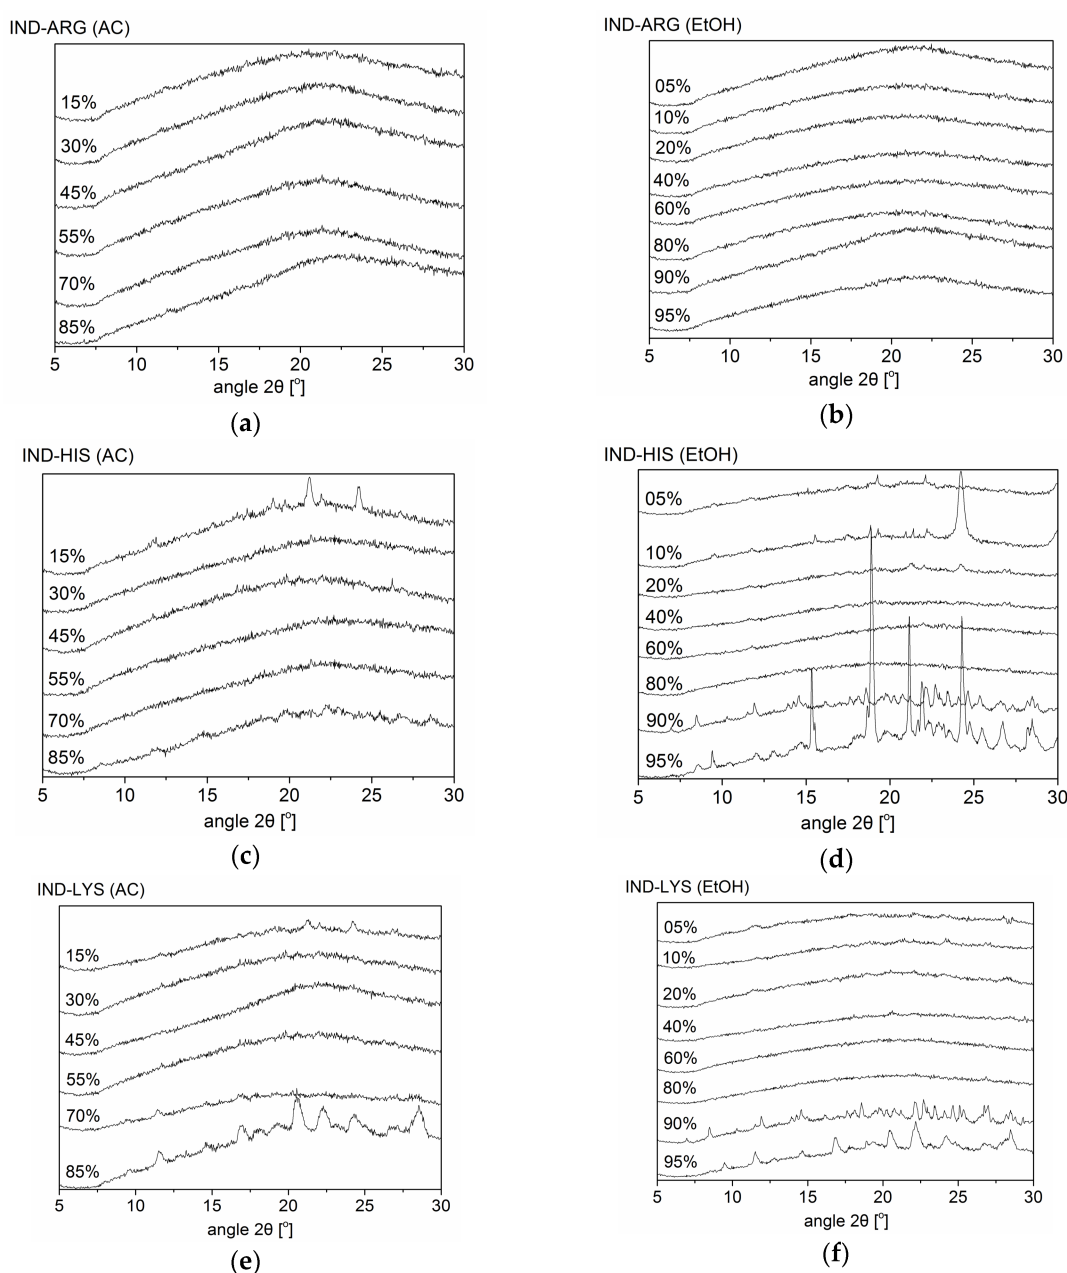 IND-ARG (AC)
15%
30%
45%
55%
70%
85%
5 10 15 20 25 30
angle 2θ [°]
(a)
IND-ARG (EtOH)
05%
10%
20%
40%
60%
80%
90%
95%
5 10 15 20 25 30
angle 2θ [°]
(b)
IND-HIS (AC)
15%
30%
45%
55%
70%
85%
5 10 15 20 25 30
angle 2θ [°]
(c)
IND-HIS (EtOH)
05%
10%
20%
40%
60%
80%
90%
95%
5 10 15 20 25 30
angle 2θ [°]
(d)
IND-LYS (AC)
15%
30%
45%
55%
70%
85%
5 10 15 20 25 30
angle 2θ [°]
(e)
IND-LYS (EtOH)
05%
10%
20%
40%
60%
80%
90%
95%
5 10 15 20 25 30
angle 2θ [°]
(f)